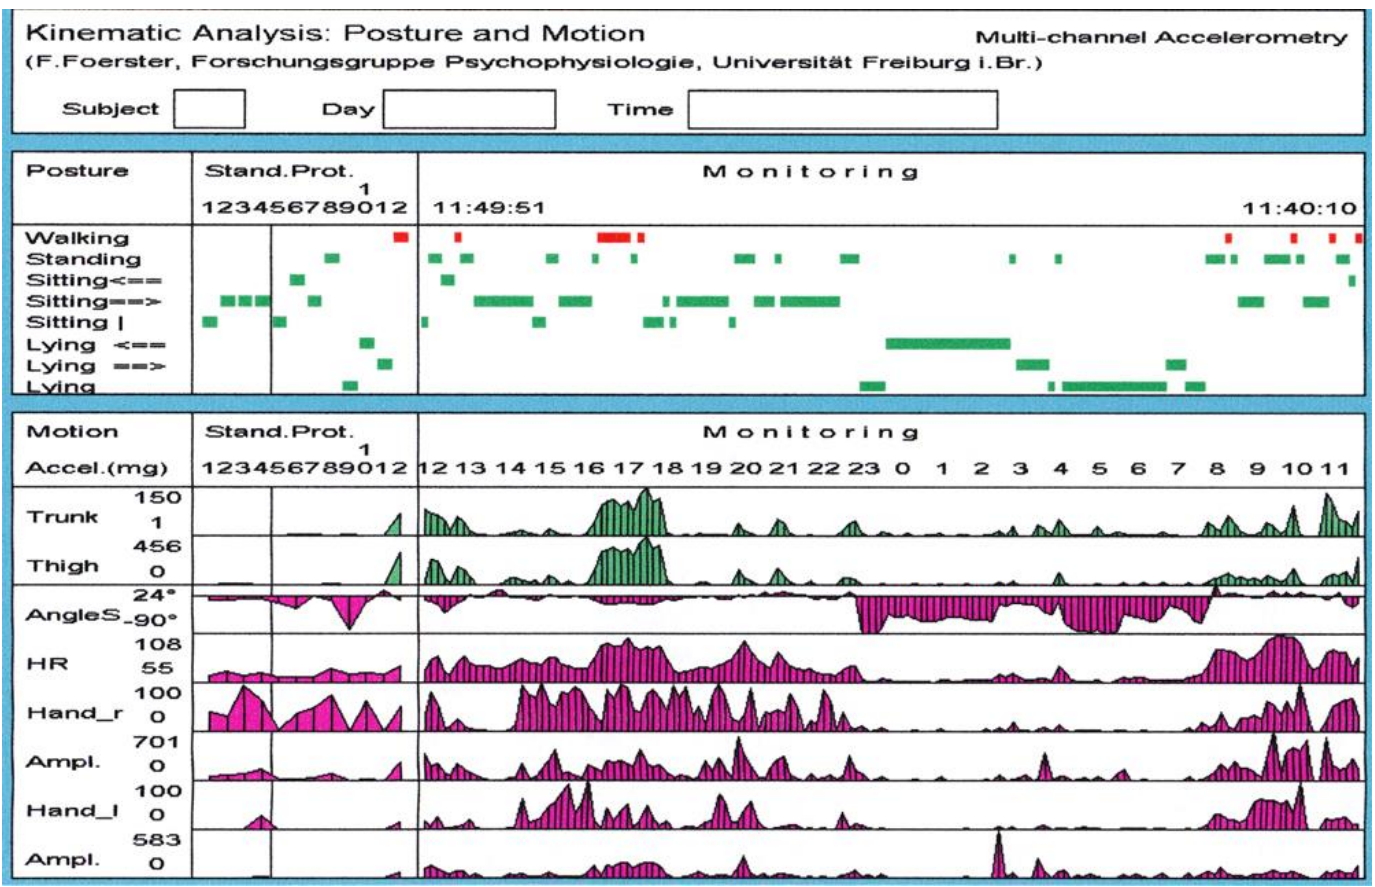 Kinematic Analysis: Posture and Motion Multi-channel Accelerometry
(F.Foerster, Forschungsgruppe Psychophysiologie, Universität Freiburg i.Br.)
Subject Day Time
Posture Stand.Prot. Monitoring
1
123456789012 11:49:51 11:40:10
Walking
Standing
Sitting<==
Sitting==>
Sitting |
Lying <==
Lying ==>
Lying
Motion Stand.Prot. Monitoring
1
Accel.(mg) 123456789012 12 13 14 15 16 17 18 19 20 21 22 23 0 1 2 3 4 5 6 7 8 9 10 11
150
Trunk 1
456
Thigh 0
24°
AngleS -90°
108
HR 55
100
Hand_r 0
701
Ampl. 0
100
Hand_l 0
583
Ampl. 0